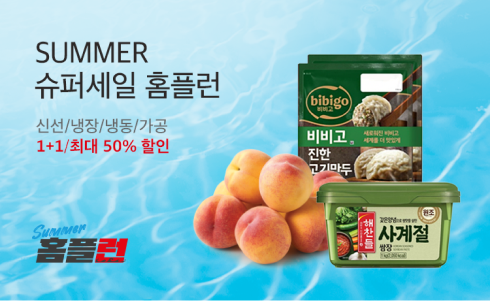 SUMMER
슈퍼세일 홈플런
신선/냉장/냉동/가공
1+1/최대 50% 할인
Summer
홈플런
bibigo
비비고
비비고
진한
고기만두
해찬들
원조
사계절
쌈장